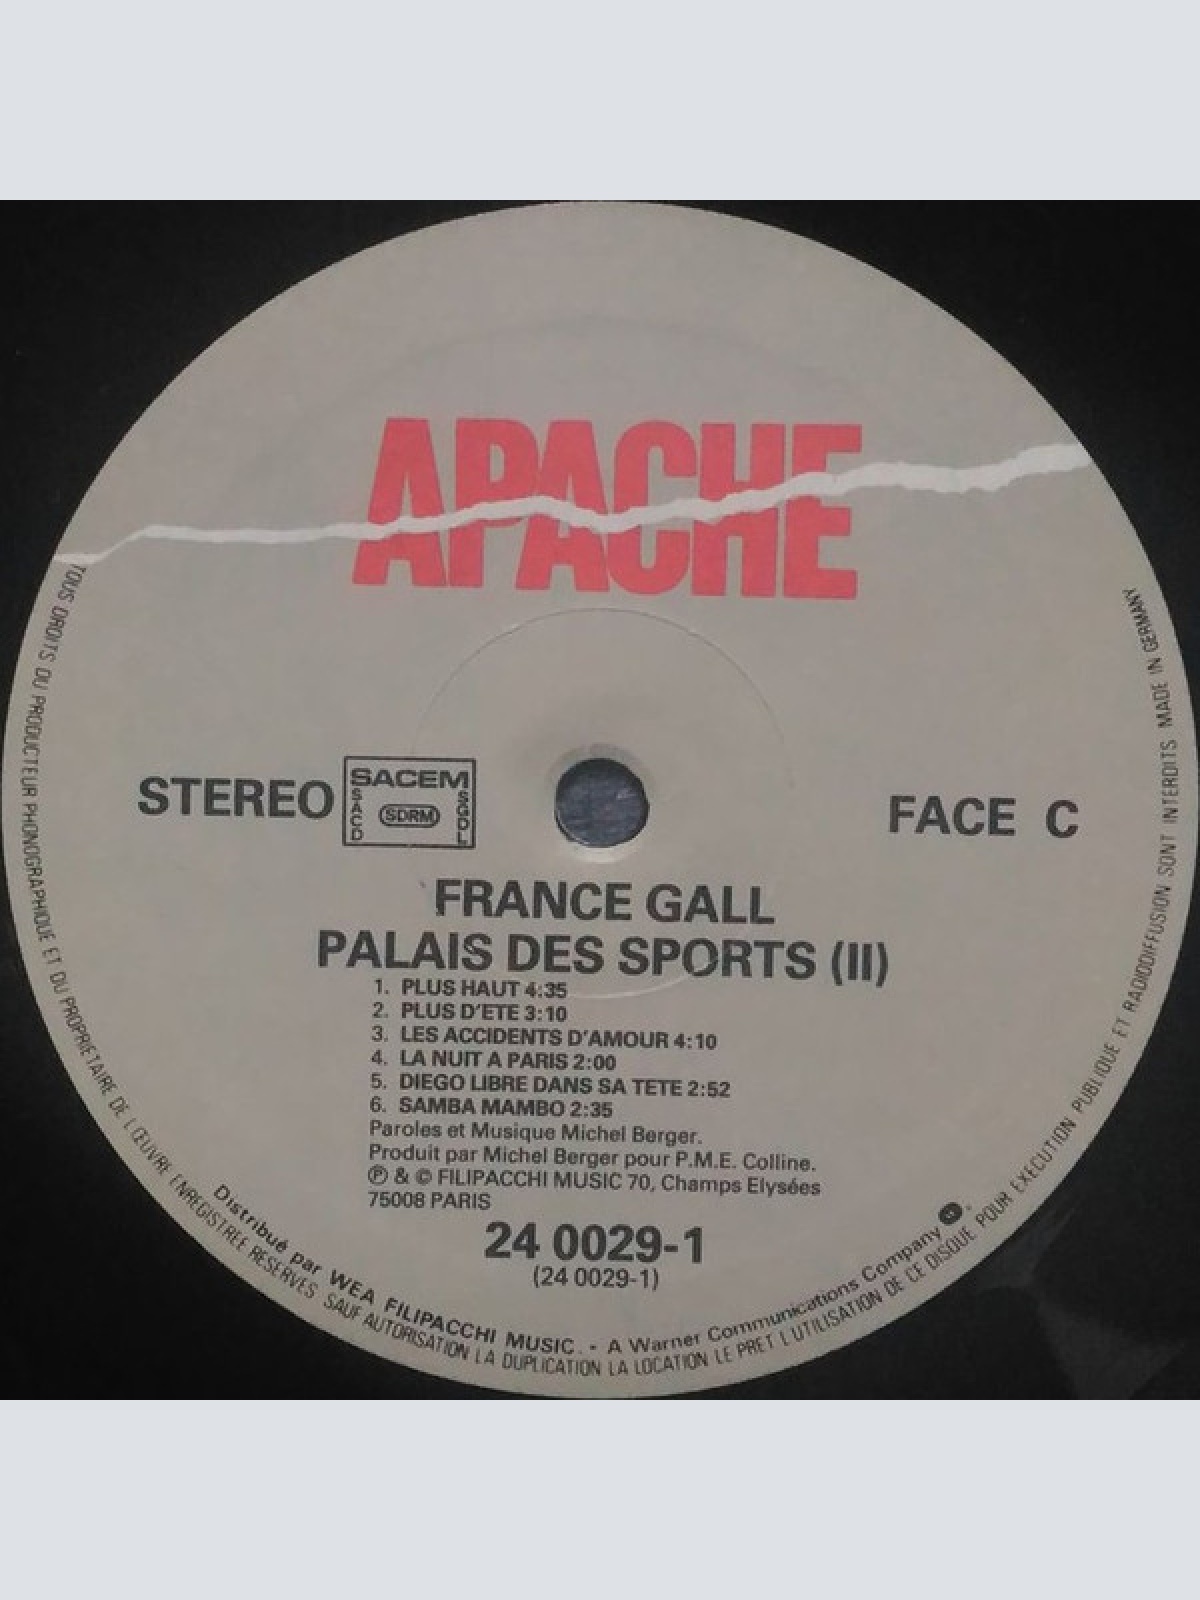 APACHE
STEREO
SACEM
SACD
SDRM
SGDL
FACE C
FRANCE GALL
PALAIS DES SPORTS (II)
1. PLUS HAUT 4:35
2. PLUS D'ETE 3:10
3. LES ACCIDENTS D'AMOUR 4:10
4. LA NUIT A PARIS 2:00
5. DIEGO LIBRE DANS SA TETE 2:52
6. SAMBA MAMBO 2:35
Paroles et Musique Michel Berger.
Produit par Michel Berger pour P.M.E. Colline.
℗ & © FILIPACCHI MUSIC 70, Champs Elysées
75008 PARIS
24 0029-1
(24 0029-1)
Distribué par WEA FILIPACCHI MUSIC. - A Warner Communications Company
TOUS DROITS DU PRODUCTEUR PHONOGRAPHIQUE ET DU PROPRIETAIRE DE L'ŒUVRE ENREGISTREE RESERVES SAUF AUTORISATION LA DUPLICATION LA LOCATION LE PRET L'UTILISATION DE CE DISQUE POUR EXECUTION PUBLIQUE ET RADIODIFFUSION SONT INTERDITS MADE IN GERMANY